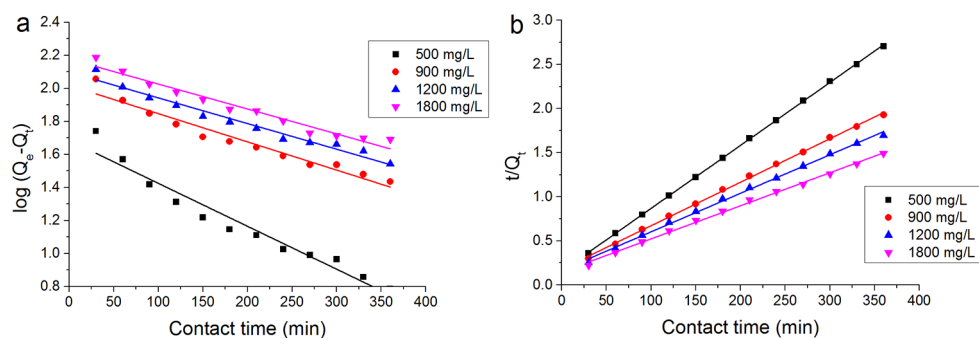 a
log (Qe-Qt)
2.4
2.2
2.0
1.8
1.6
1.4
1.2
1.0
0.8
0 50 100 150 200 250 300 350 400
Contact time (min)
500 mg/L
900 mg/L
1200 mg/L
1800 mg/L
b
t/Qt
3.0
2.5
2.0
1.5
1.0
0.5
0.0
0 50 100 150 200 250 300 350 400
Contact time (min)
500 mg/L
900 mg/L
1200 mg/L
1800 mg/L